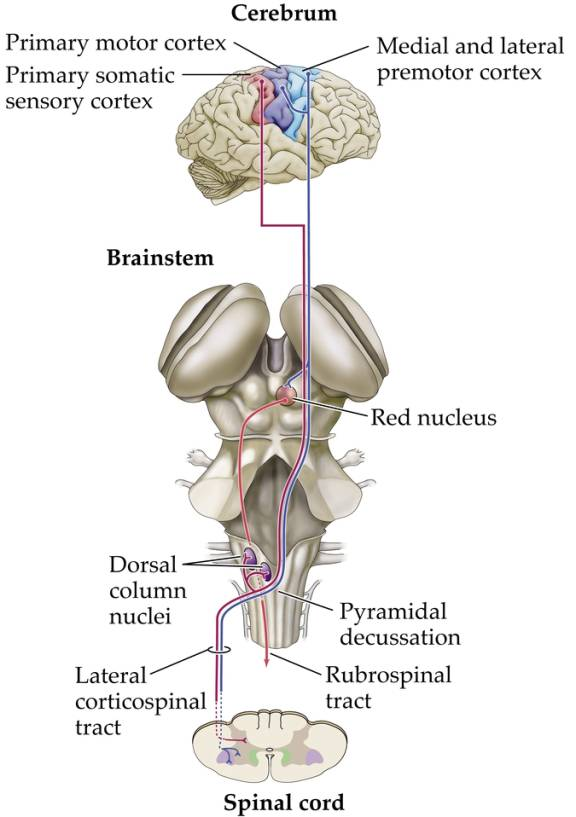 Cerebrum
Primary motor cortex
Primary somatic
sensory cortex
Medial and lateral
premotor cortex
Brainstem
Red nucleus
Dorsal
column
nuclei
Pyramidal
decussation
Lateral
corticospinal
tract
Rubrospinal
tract
Spinal cord